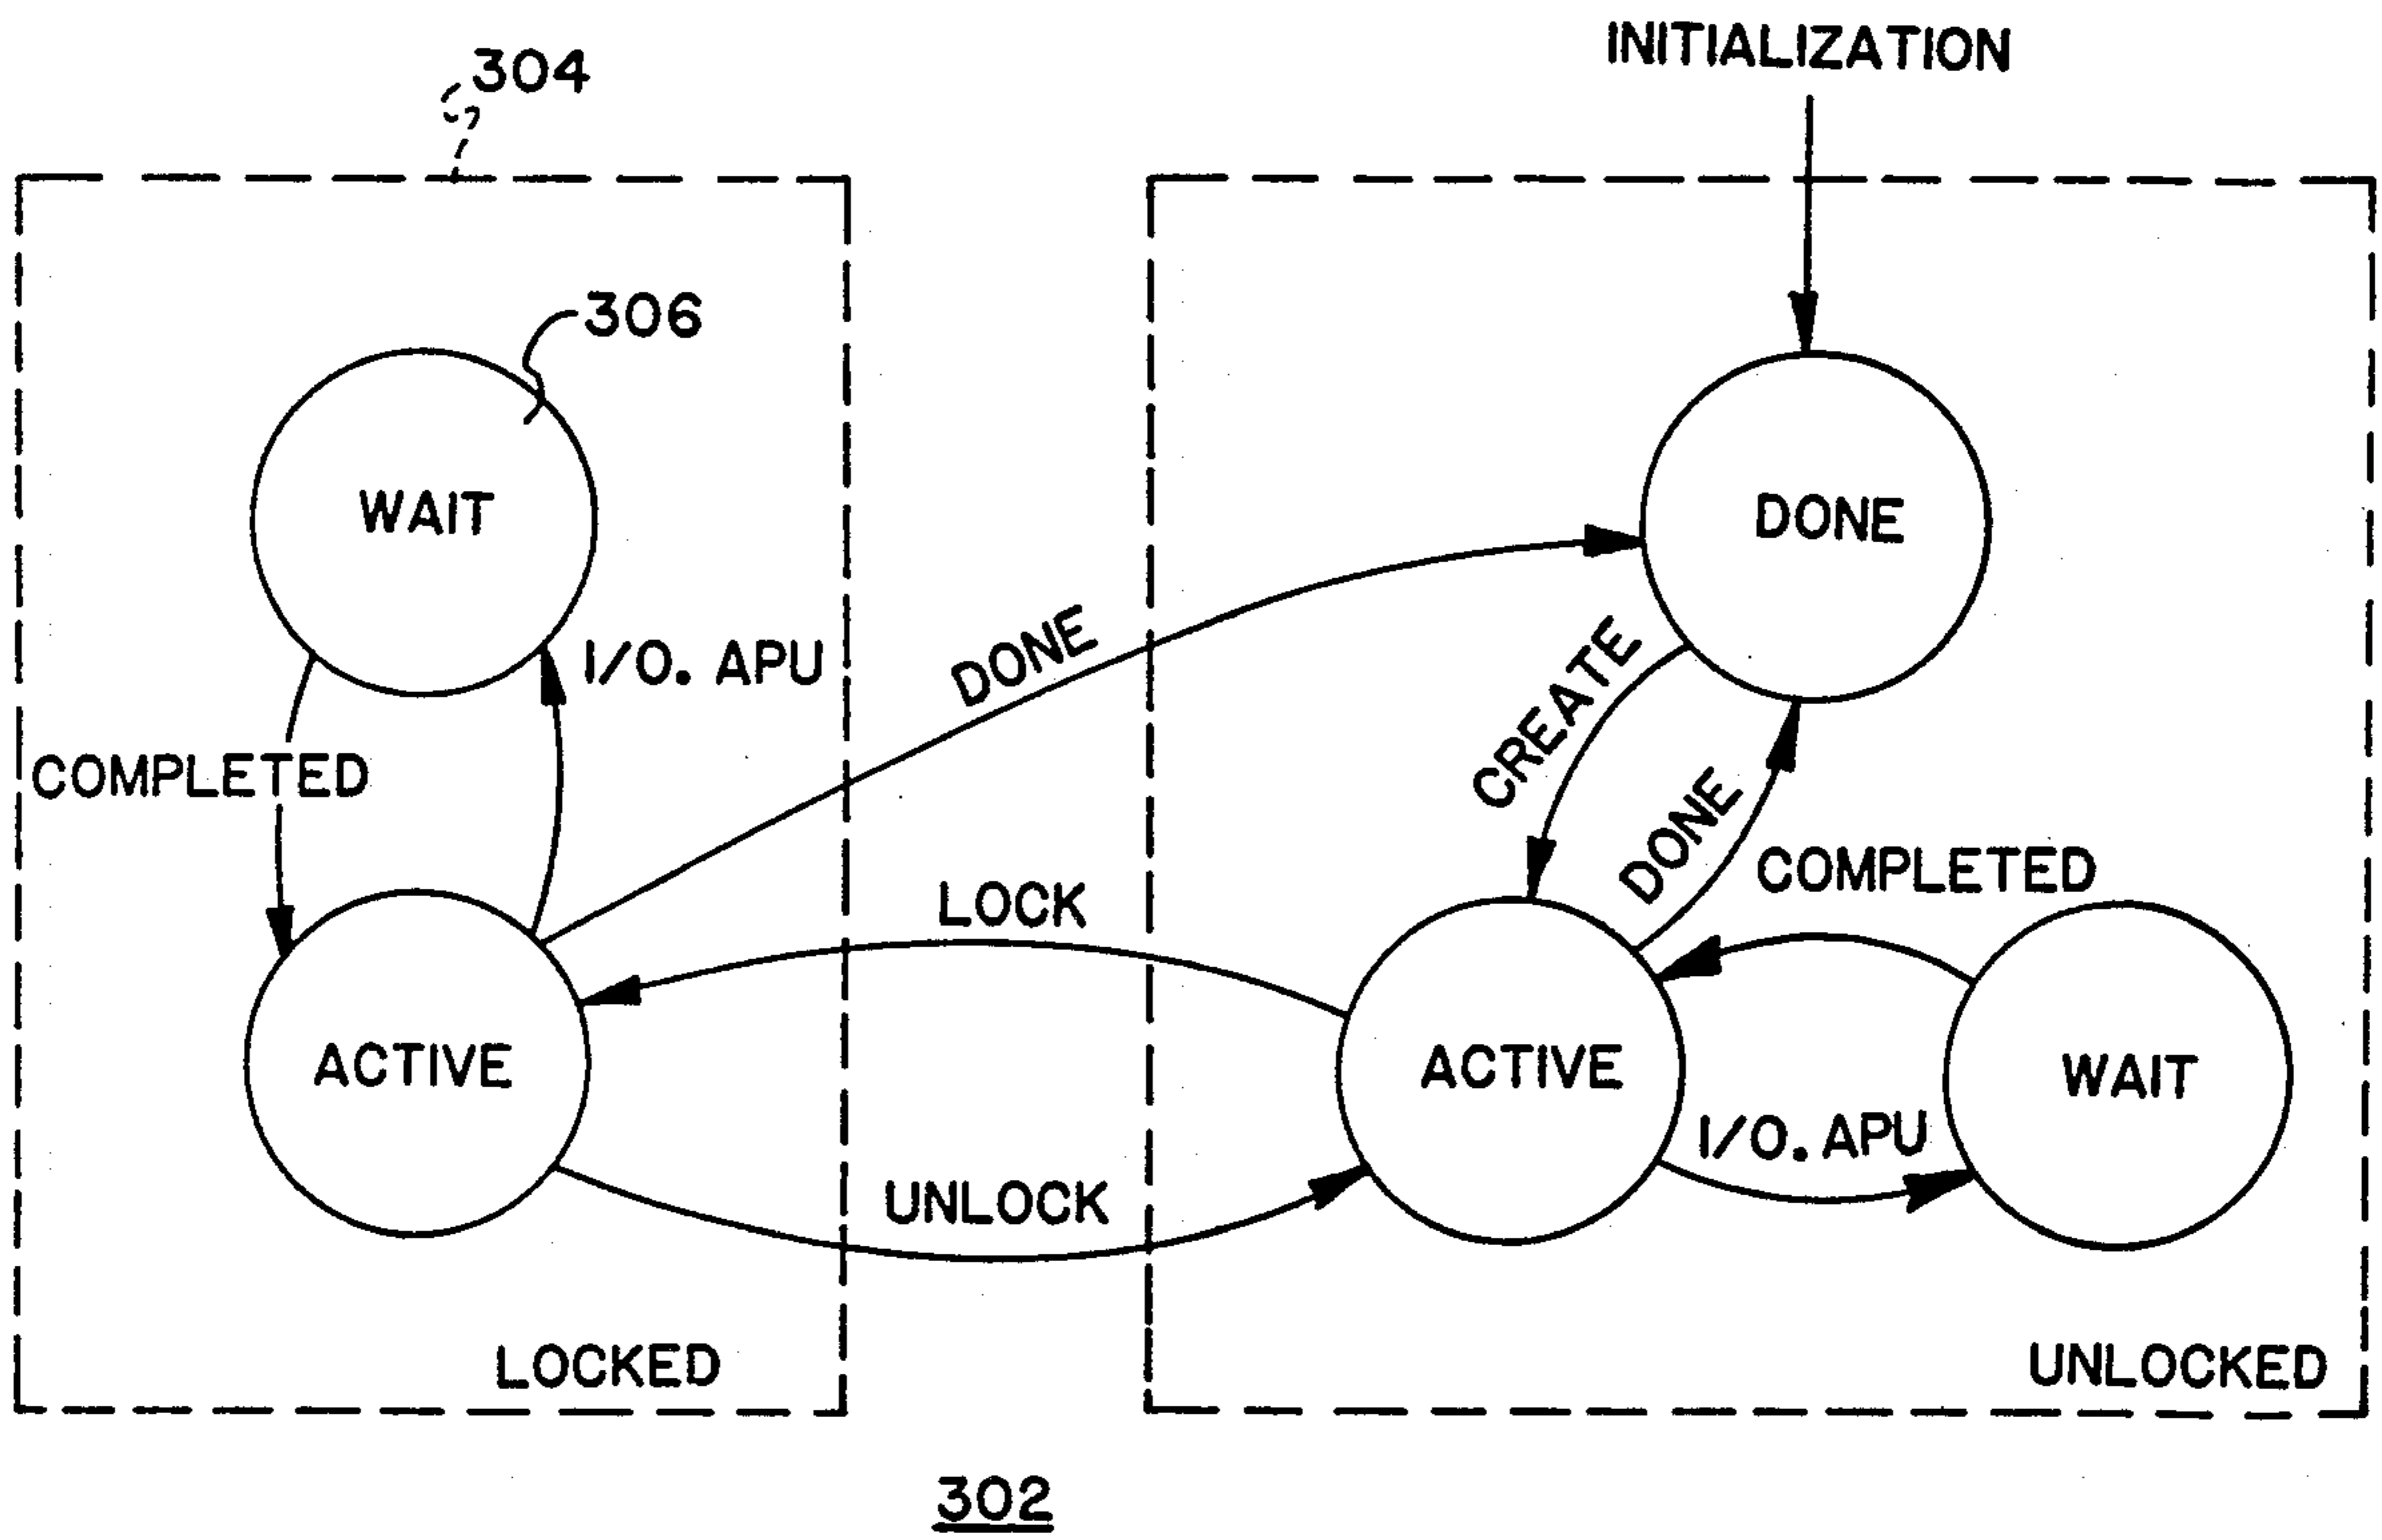 INITIALIZATION
304
306
WAIT
DONE
I/O. APU
DONE
CREATE
COMPLETED
DONE
COMPLETED
LOCK
ACTIVE
ACTIVE
WAIT
I/O. APU
UNLOCK
LOCKED
UNLOCKED
302